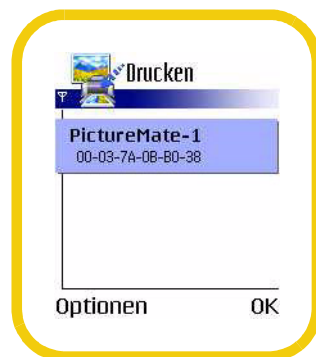 Drucken
PictureMate-1
00-03-7A-0B-B0-38
Optionen OK